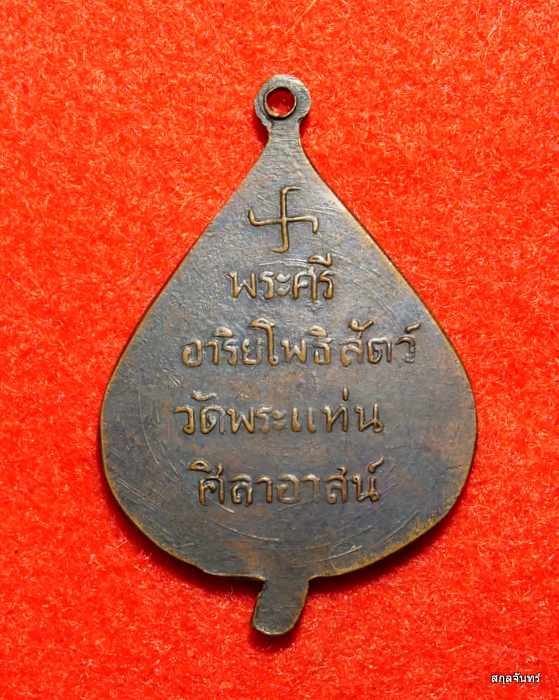 พระศรี
อาริยโพธิสัตว์
วัดพระแท่น
ศิลาอาสน์
สกุลจันทร์